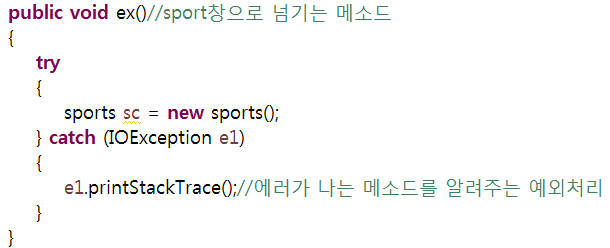 public void ex()//sport창으로 넘기는 메소드
{
try
{
sports sc = new sports();
} catch (IOException e1)
{
e1.printStackTrace();//에러가 나는 메소드를 알려주는 예외처리
}
}